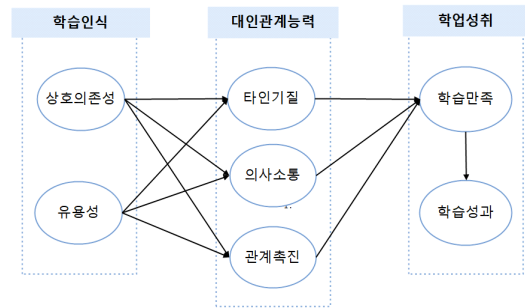 학습인식
대인관계능력
학업성취
상호의존성
타인기질
학습만족
의사소통
유용성
학습성과
관계촉진